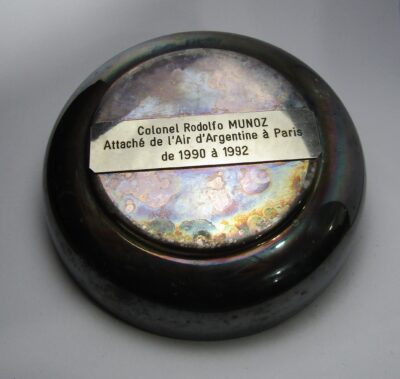 Colonel Rodolfo MUNOZ
Attaché de l'Air d'Argentine à Paris
de 1990 à 1992